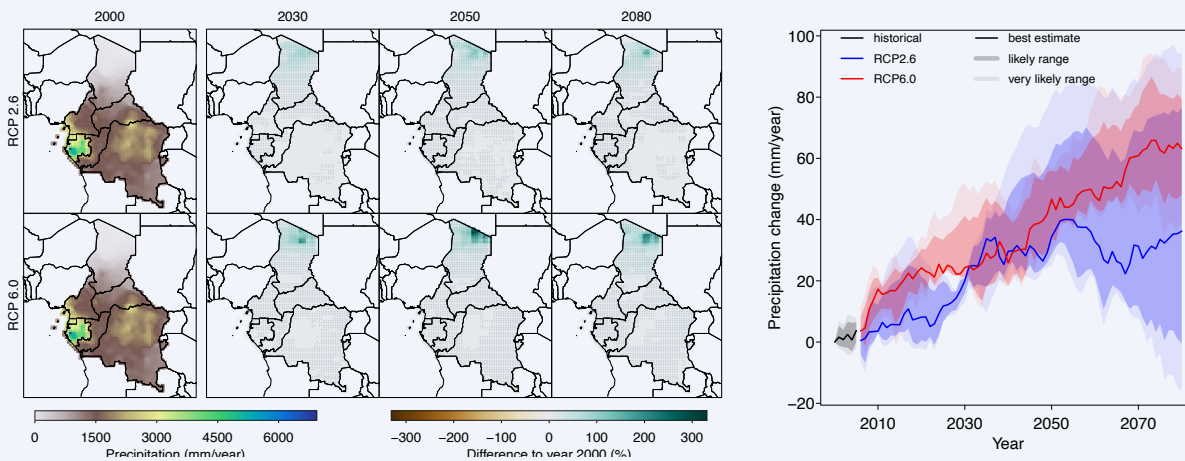 2000 2030 2050 2080
RCP 2.6
RCP6.0
0 1500 3000 4500 6000
Precipitation (mm/year)
−300 −200 −100 0 100 200 300
Difference to year 2000 (%)
historical best estimate
RCP2.6 likely range
RCP6.0 very likely range
Precipitation change (mm/year)
100
80
60
40
20
0
−20
2010 2030 2050 2070
Year